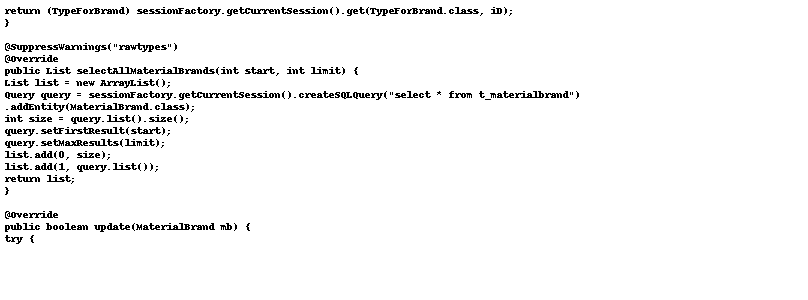 return (TypeForBrand) sessionFactory.getCurrentSession().get(TypeForBrand.class, iD);
}
@SuppressWarnings("rawtypes")
@Override
public List selectAllMaterialBrands(int start, int limit) {
List list = new ArrayList();
Query query = sessionFactory.getCurrentSession().createSQLQuery("select * from t_materialbrand")
.addEntity(MaterialBrand.class);
int size = query.list().size();
query.setFirstResult(start);
query.setMaxResults(limit);
list.add(0, size);
list.add(1, query.list());
return list;
}
@Override
public boolean update(MaterialBrand mb) {
try {